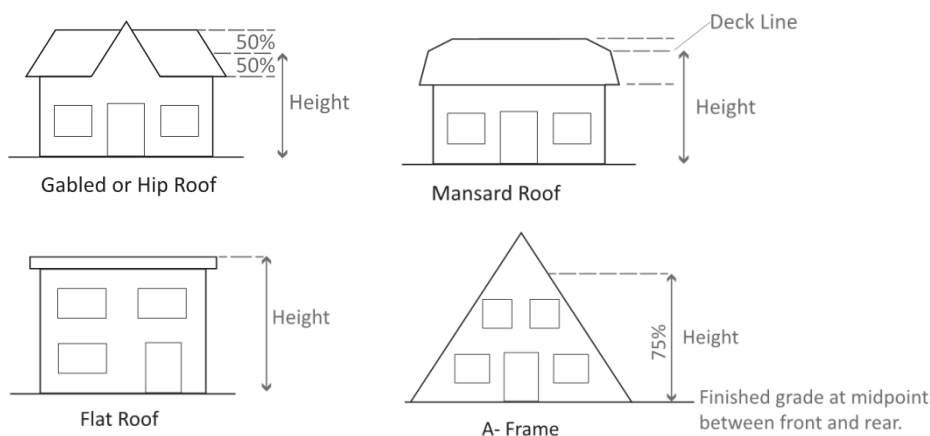 Deck Line
50%
50%
Height
Height
Gabled or Hip Roof
Mansard Roof
Height
75%
Height
Finished grade at midpoint
between front and rear.
Flat Roof
A- Frame